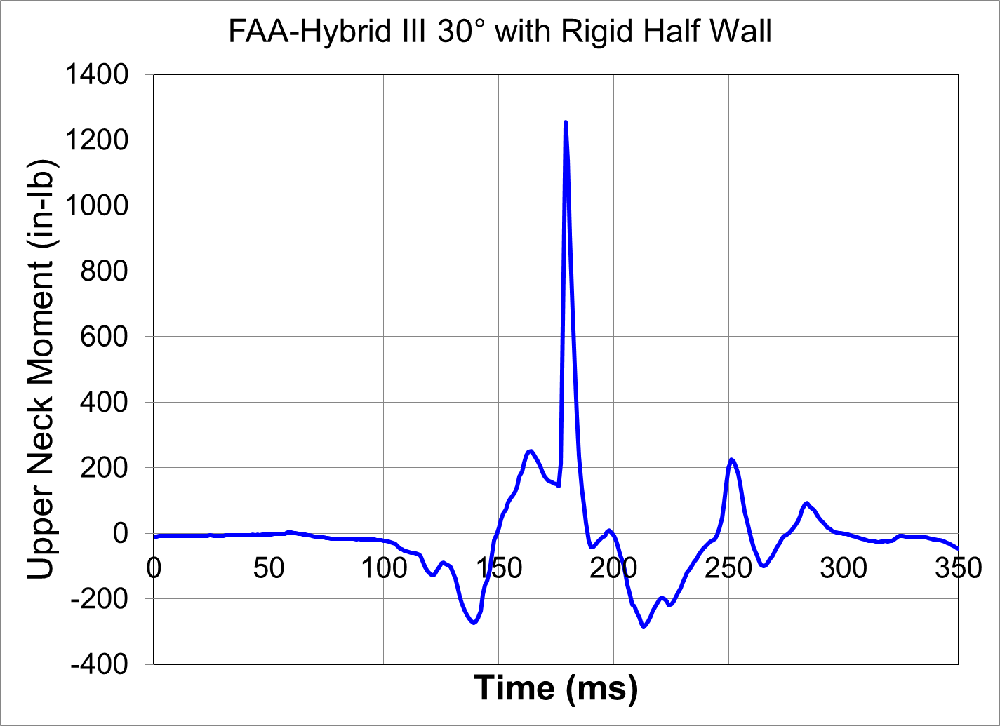 FAA-Hybrid III 30° with Rigid Half Wall
1400
1200
1000
800
600
400
200
0
-200
-400
Upper Neck Moment (in-lb)
0 50 100 150 200 250 300 350
Time (ms)